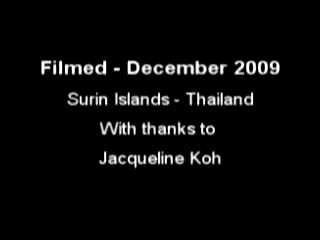 Filmed - December 2009
Surin Islands - Thailand
With thanks to
Jacqueline Koh